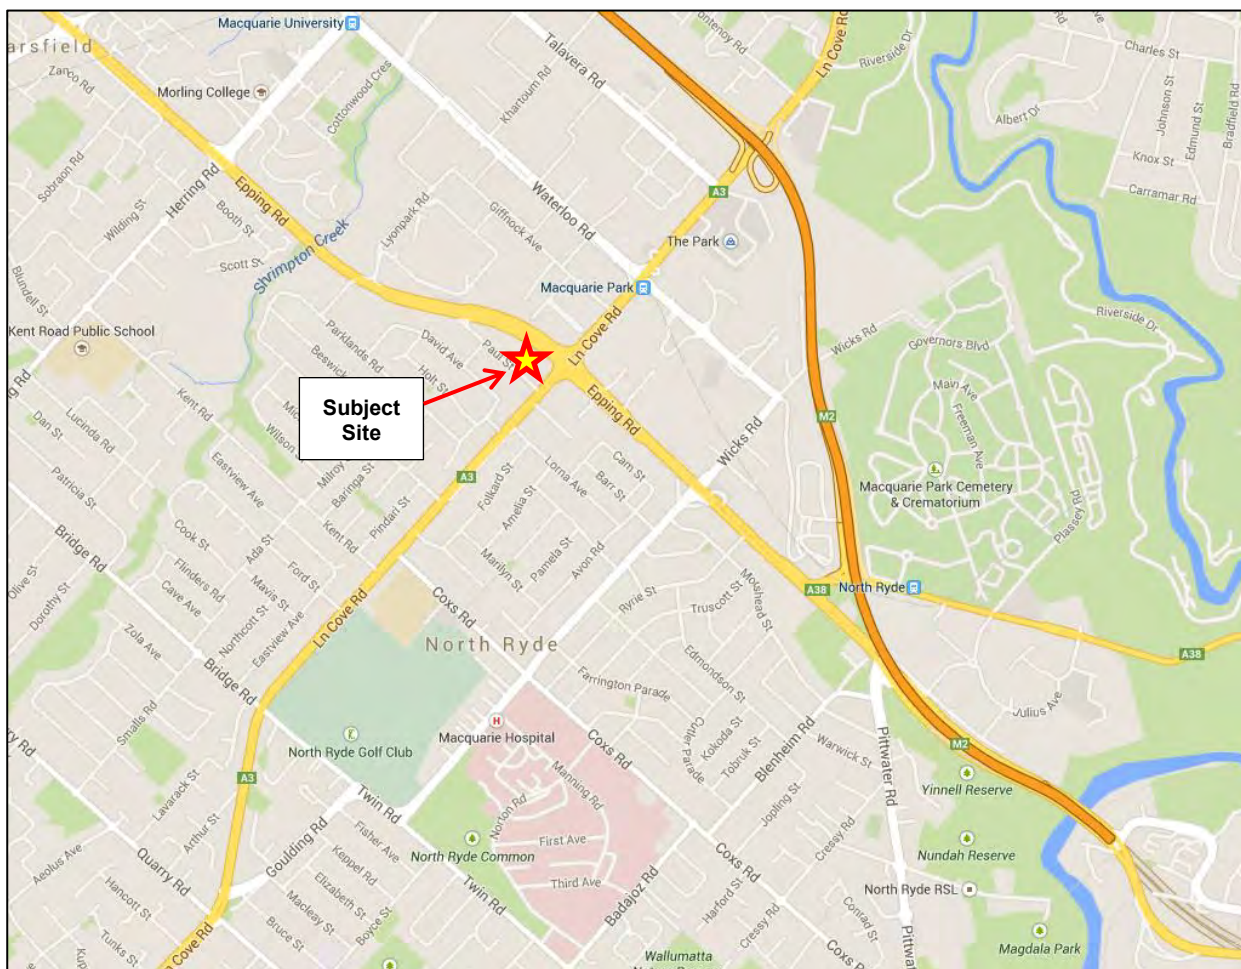 Macquarie University
arsfield
Zanco Rd
Morling College
Cottonwood Cres
Khartoum Rd
Talavera Rd
ontenoy Rd
Ln Cove Rd
Riverside Dr
Charles St
Johnson St
Edmund St
Bradfield Rd
Albert Dr
Knox St
Carramar Rd
Sobraon Rd
Herring Rd
Epping Rd
Wilding St
Booth St
Lyonpark Rd
Giffnock Ave
Waterloo Rd
A3
The Park
Scott St
Shrimpton Creek
Blundell St
Macquarie Park
Riverside Dr
Kent Road Public School
Parklands Rd
David Ave
Paul St
Ln Cove Rd
Wicks Rd
Governors Blvd
Beswick
Holt St
Subject
Site
Epping Rd
Main Ave
Freeman Ave
ng Rd
Dan St
Lucinda Rd
Kent Rd
Wilson
Wicks Rd
M2
Patricia St
Eastview Ave
Milroy
Baringa St
A3
Folkard St
Lorna Ave
Cam St
Barr St
Amelia St
Macquarie Park Cemetery
& Crematorium
Plassey Rd
Bridge Rd
Cook St
Ada St
Kent Rd
Pindari St
Olive St
Dorothy St
Flinders Rd
Cave Ave
Mavis St
Ford St
Marilyn St
Pamela St
Avon Rd
Northcott St
Eastview Ave
Ln Cove Rd
Coxs Rd
Ryrie St
Truscott St
Morshead St
A38
North Ryde
Zola Ave
North Ryde
A38
Bridge Rd
Edmondson St
Farrington Parade
Smalls Rd
Cutler Parade
Kokoda St
Tobruk St
Blenheim Rd
Warwick St
Pittwater Rd
Julius Ave
H
Macquarie Hospital
Coxs Rd
M2
North Ryde Golf Club
rry Rd
A3
Manning Rd
Norton Rd
Yinnell Reserve
Lavarack St
Arthur St
Twin Rd
Jopling St
Cressy Rd
Goulding Rd
Fisher Ave
First Ave
Coxs Rd
Nundah Reserve
Aeolus Ave
Quarry Rd
Keppel Rd
North Ryde Common
Third Ave
Twin Rd
Badajoz Rd
North Ryde RSL
Hancott St
Elizabeth St
Macleay St
Boyce St
Bruce St
Harford St
Cressy Rd
Conrad St
Pittwater
Tunks St
Ln Cove Rd
Coxs
Magdala Park
Wallumatta